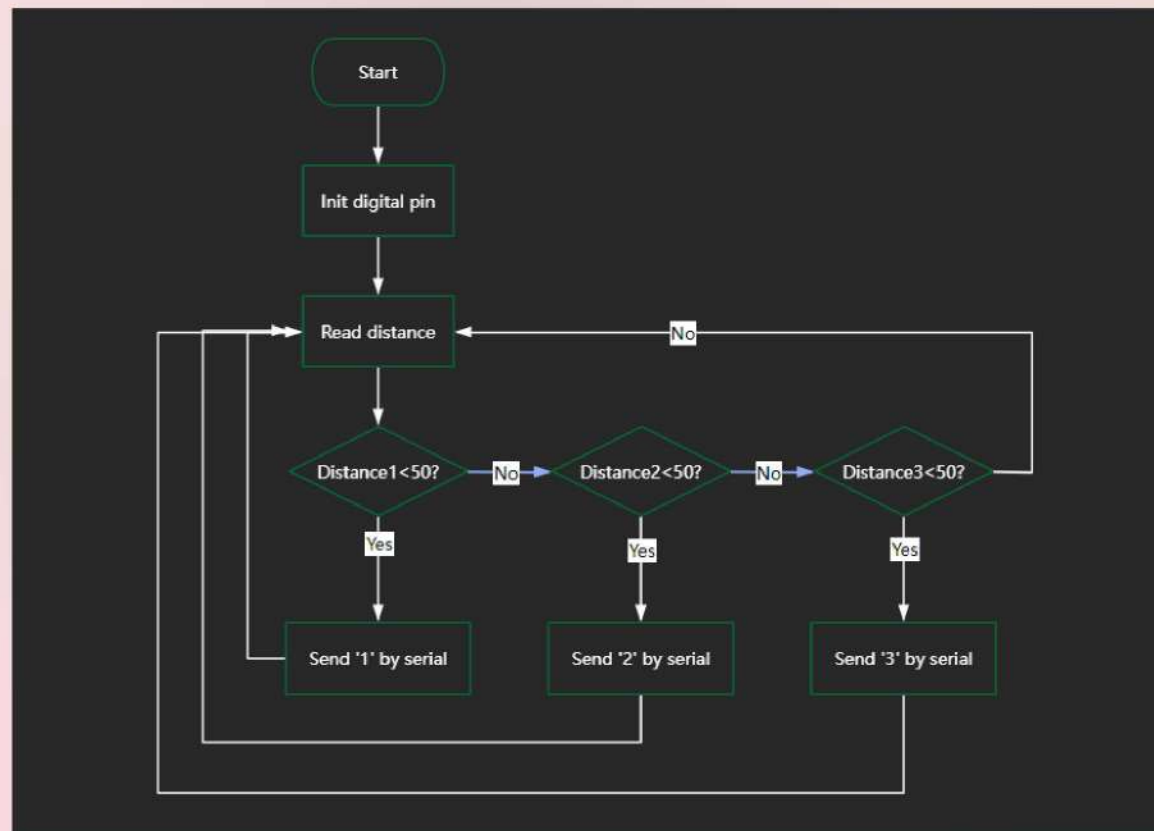 Start
Init digital pin
Read distance
No
Distance1<50?
No
Distance2<50?
No
Distance3<50?
Yes
Yes
Yes
Send '1' by serial
Send '2' by serial
Send '3' by serial